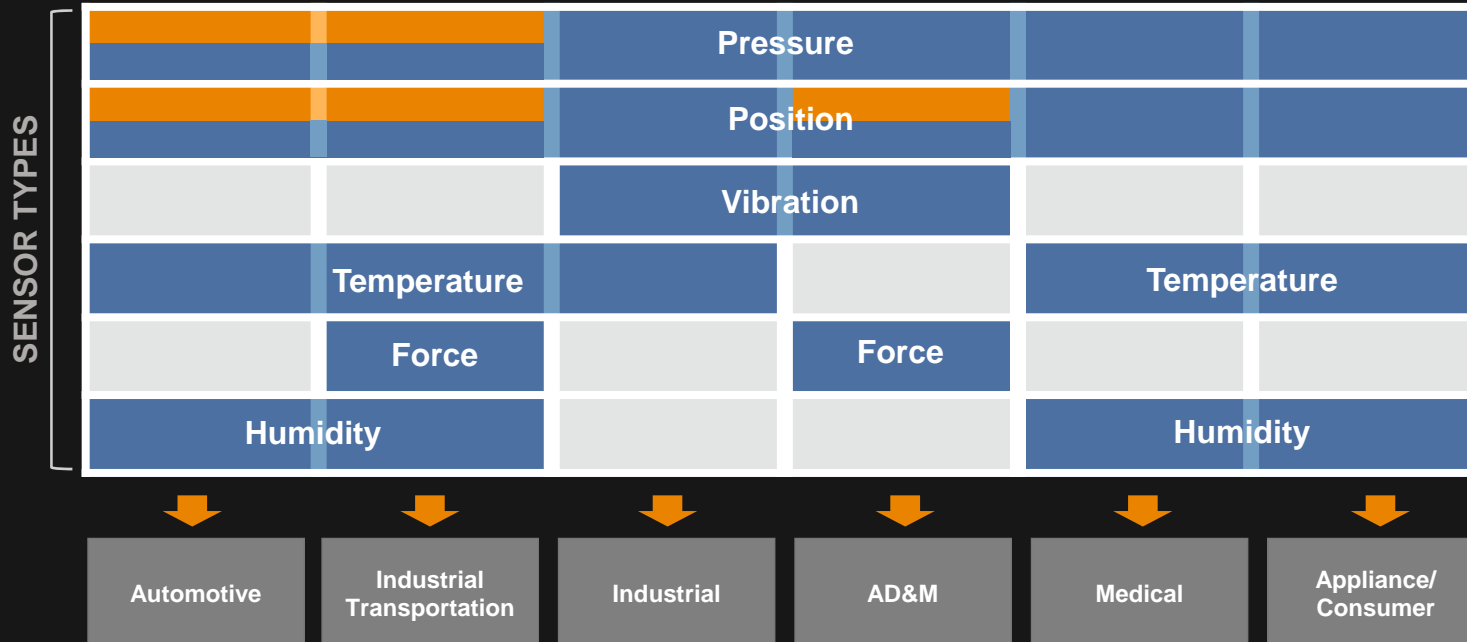 SENSOR TYPES
Pressure
Position
Vibration
Temperature
Temperature
Force
Force
Humidity
Humidity
Automotive
Industrial
Transportation
Industrial
AD&M
Medical
Appliance/
Consumer